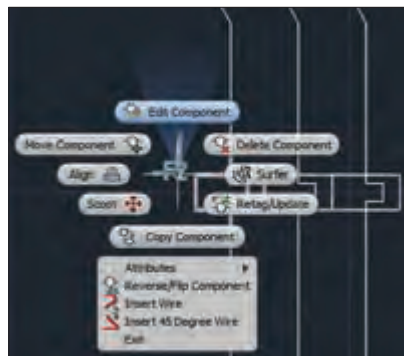 Edit Component
Move Component
Delete Component
Align
Surfer
Scoot
Retag/Update
Copy Component
Attributes
Reverse/Flip Component
Insert Wire
Insert 45 Degree Wire
Exit